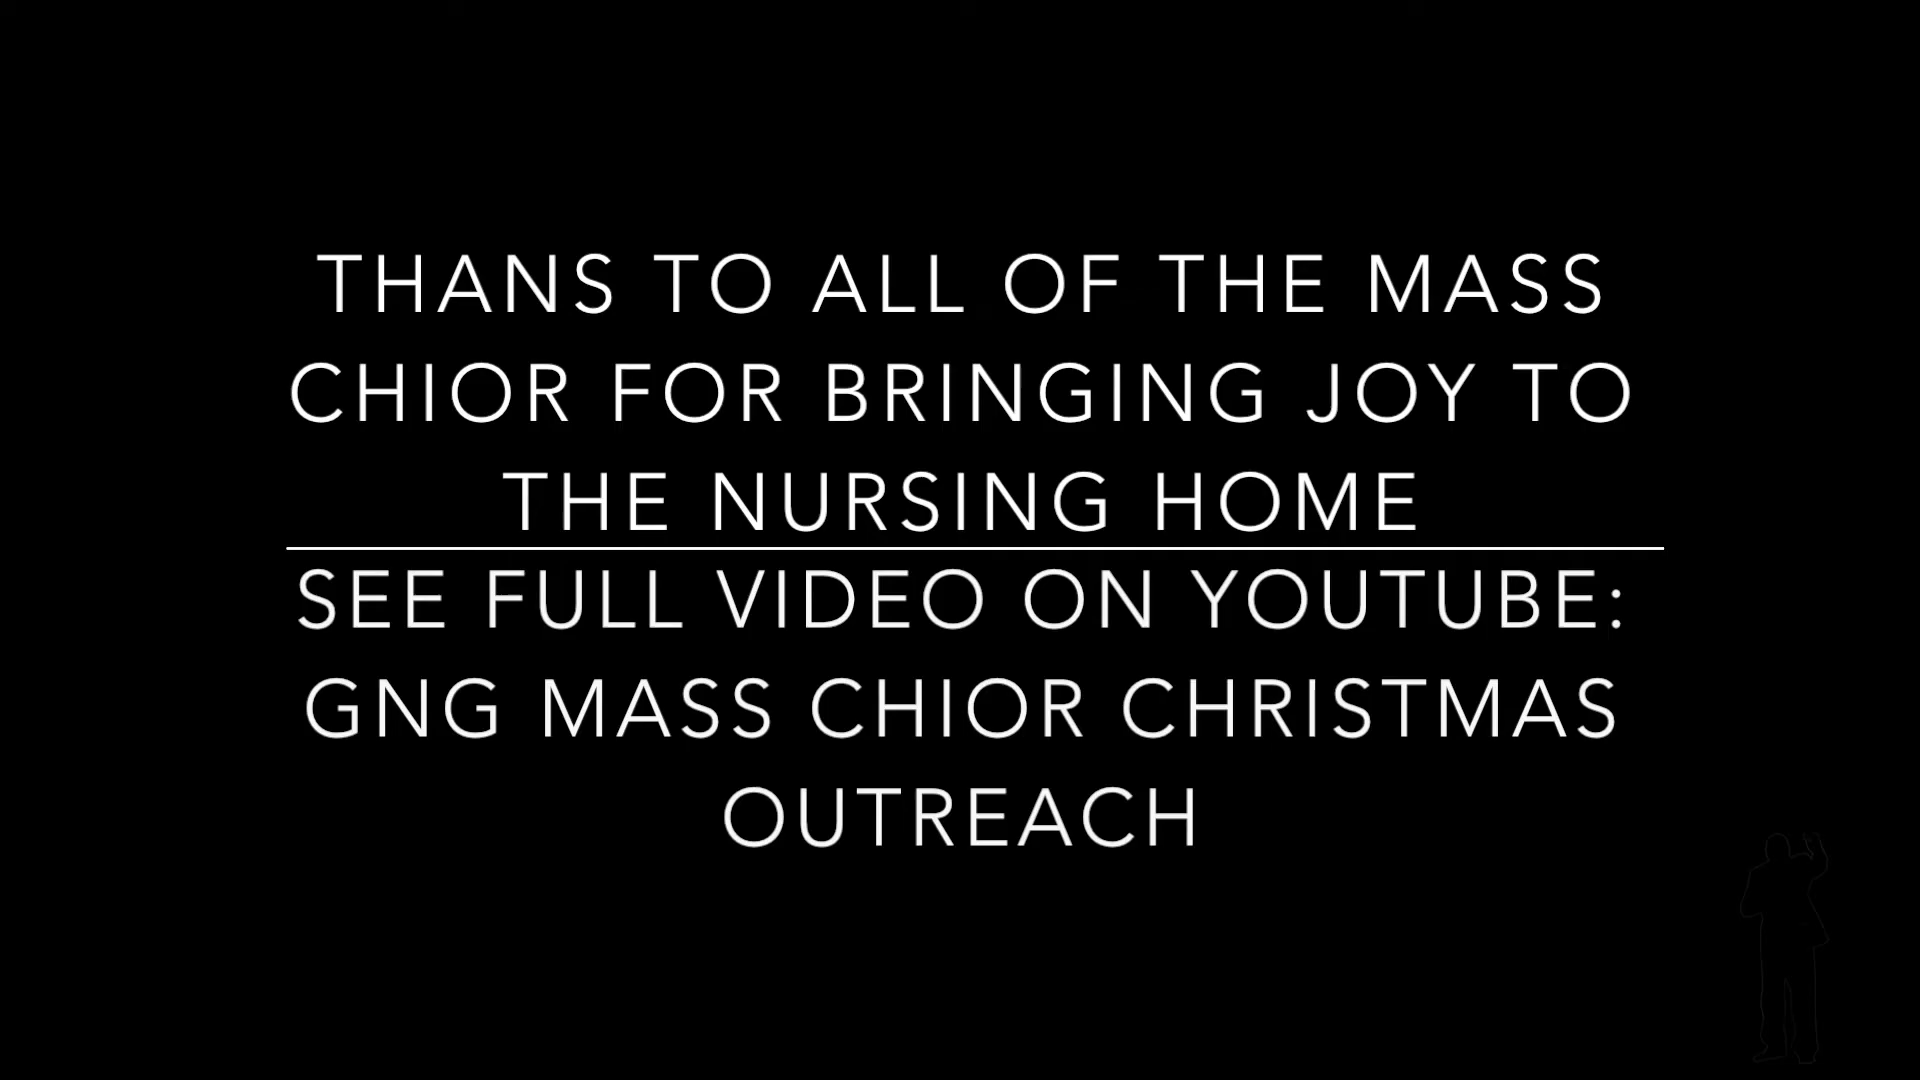 THANS TO ALL OF THE MASS
CHIOR FOR BRINGING JOY TO
THE NURSING HOME
SEE FULL VIDEO ON YOUTUBE:
GNG MASS CHIOR CHRISTMAS
OUTREACH